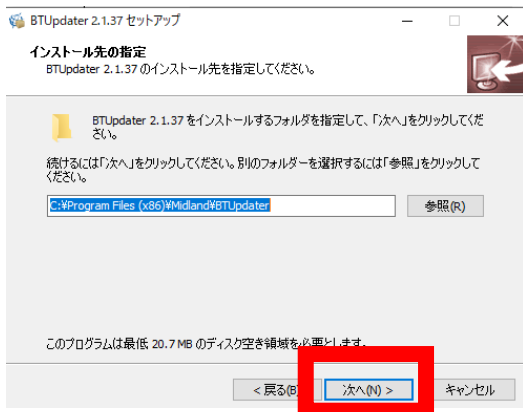 BTUpdater 2.1.37 セットアップ
インストール先の指定
BTUpdater 2.1.37 のインストール先を指定してください。
BTUpdater 2.1.37 をインストールするフォルダを指定して、「次へ」をクリックしてくだ
さい。
続けるには「次へ」をクリックしてください。別のフォルダーを選択するには「参照」をクリックして
ください。
C:¥Program Files (x86)¥Midland¥BTUpdater
参照(R)
このプログラムは最低 20.7 MB のディスク空き領域を必要とします。
< 戻る(B)
次へ(N) >
キャンセル